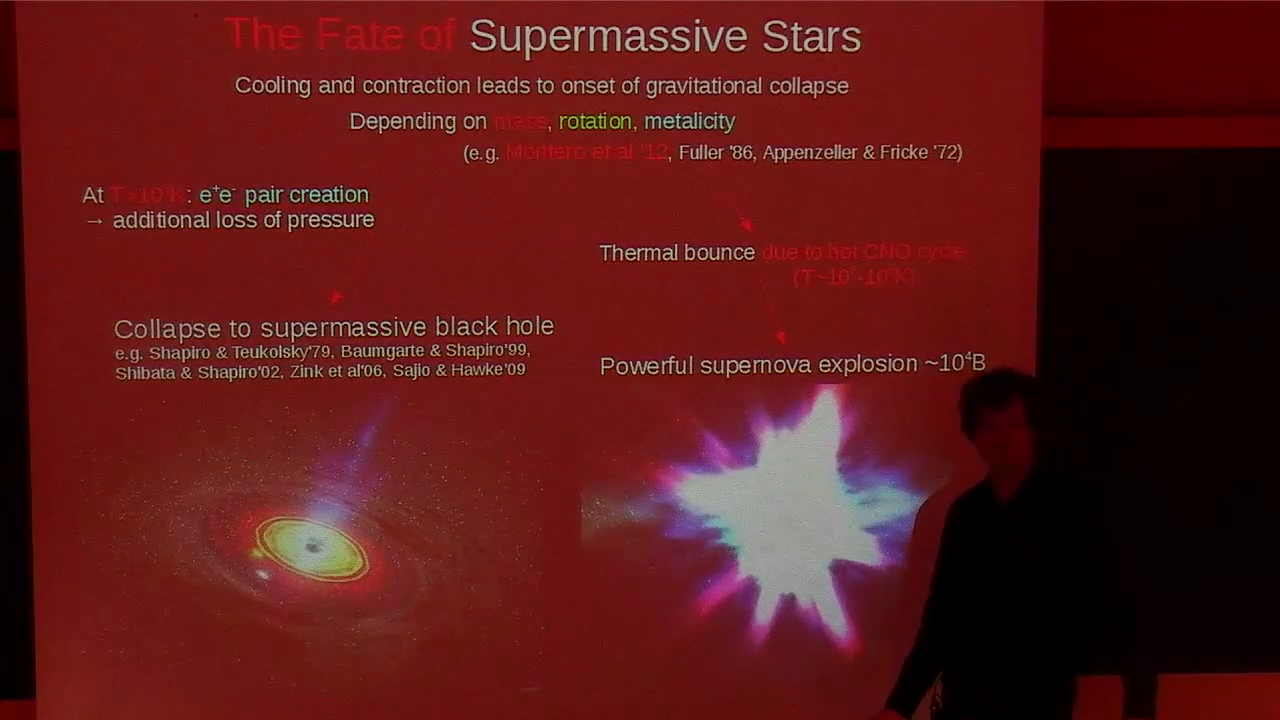 The Fate of Supermassive Stars
Cooling and contraction leads to onset of gravitational collapse
Depending on mass, rotation, metalicity
(e.g. Montero et al '12, Fuller '86, Appenzeller & Fricke '72)
At : e⁺e⁻ pair creation
→ additional loss of pressure
Thermal bounce due to hot CNO cycle
Collapse to supermassive black hole
e.g. Shapiro & Teukolsky'79, Baumgarte & Shapiro'99,
Shibata & Shapiro'02, Zink et al'06, Sajio & Hawke'09
Powerful supernova explosion ~10⁴B